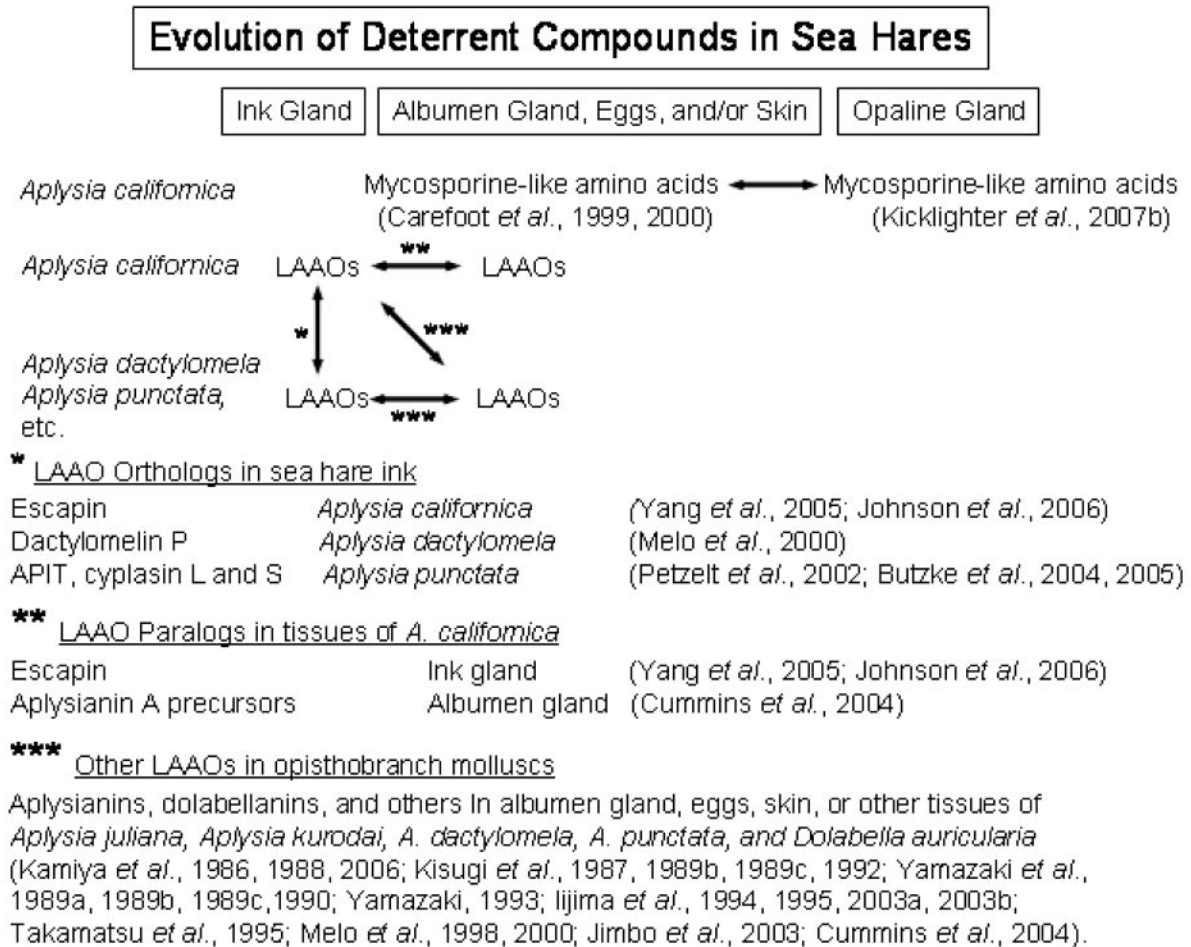 Evolution of Deterrent Compounds in Sea Hares
Ink Gland Albumen Gland, Eggs, and/or Skin Opaline Gland
Aplysia californica Mycosporine-like amino acids Mycosporine-like amino acids
(Carefoot et al., 1999, 2000) (Kicklighter et al., 2007b)
**
Aplysia californica LAAOs LAAOs
* ***
Aplysia dactylomela
Aplysia punctata, LAAOs LAAOs
***
etc.
* LAAO Orthologs in sea hare ink
Escapin Aplysia californica (Yang et al., 2005; Johnson et al., 2006)
Dactylomelin P Aplysia dactylomela (Melo et al., 2000)
APIT, cyplasin L and S Aplysia punctata (Petzelt et al., 2002; Butzke et al., 2004, 2005)
** LAAO Paralogs in tissues of A. californica
Escapin Ink gland (Yang et al., 2005; Johnson et al., 2006)
Aplysianin A precursors Albumen gland (Cummins et al., 2004)
*** Other LAAOs in opisthobranch molluscs
Aplysianins, dolabellanins, and others In albumen gland, eggs, skin, or other tissues of
Aplysia juliana, Aplysia kurodai, A. dactylomela, A. punctata, and Dolabella auricularia
(Kamiya et al., 1986, 1988, 2006; Kisugi et al., 1987, 1989b, 1989c, 1992; Yamazaki et al.,
1989a, 1989b, 1989c,1990; Yamazaki, 1993; Iijima et al., 1994, 1995, 2003a, 2003b;
Takamatsu et al., 1995; Melo et al., 1998, 2000; Jimbo et al., 2003; Cummins et al., 2004).